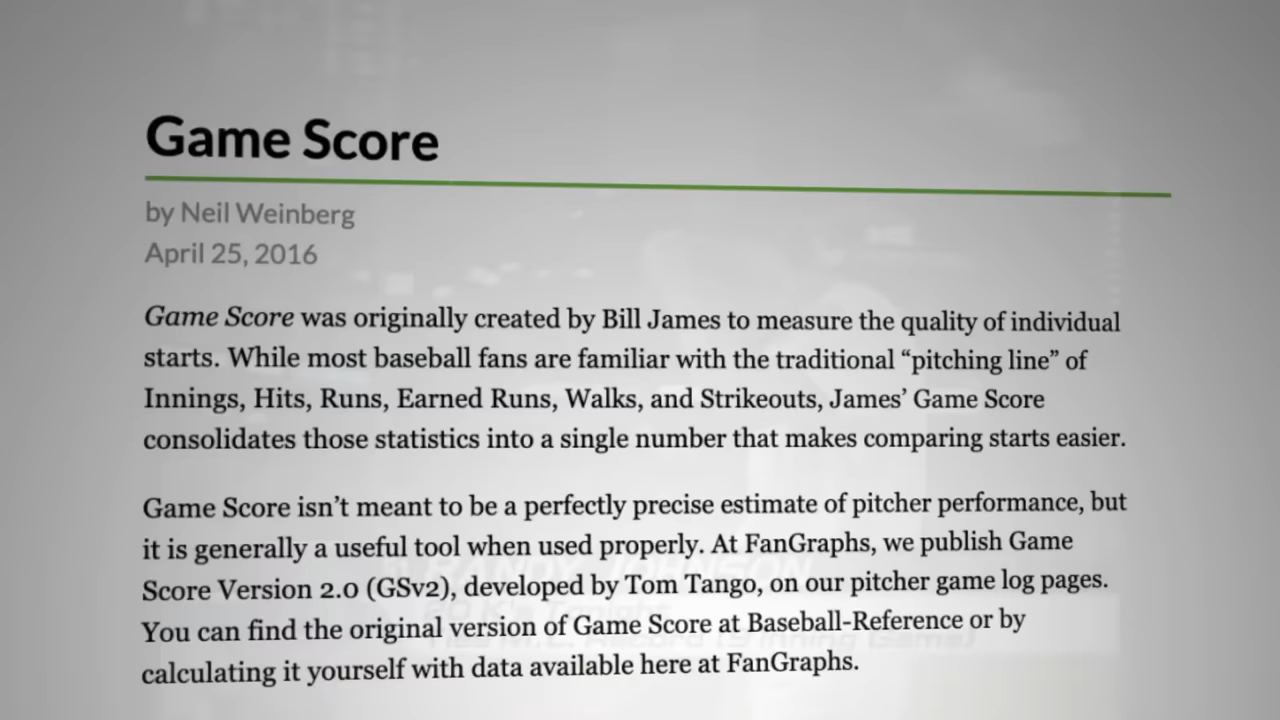 Game Score
by Neil Weinberg
April 25, 2016
Game Score was originally created by Bill James to measure the quality of individual
starts. While most baseball fans are familiar with the traditional “pitching line” of
Innings, Hits, Runs, Earned Runs, Walks, and Strikeouts, James’ Game Score
consolidates those statistics into a single number that makes comparing starts easier.
Game Score isn’t meant to be a perfectly precise estimate of pitcher performance, but
it is generally a useful tool when used properly. At FanGraphs, we publish Game
Score Version 2.0 (GSv2), developed by Tom Tango, on our pitcher game log pages.
You can find the original version of Game Score at Baseball-Reference or by
calculating it yourself with data available here at FanGraphs.
RANDY JOHNSON
20 K's Tonight